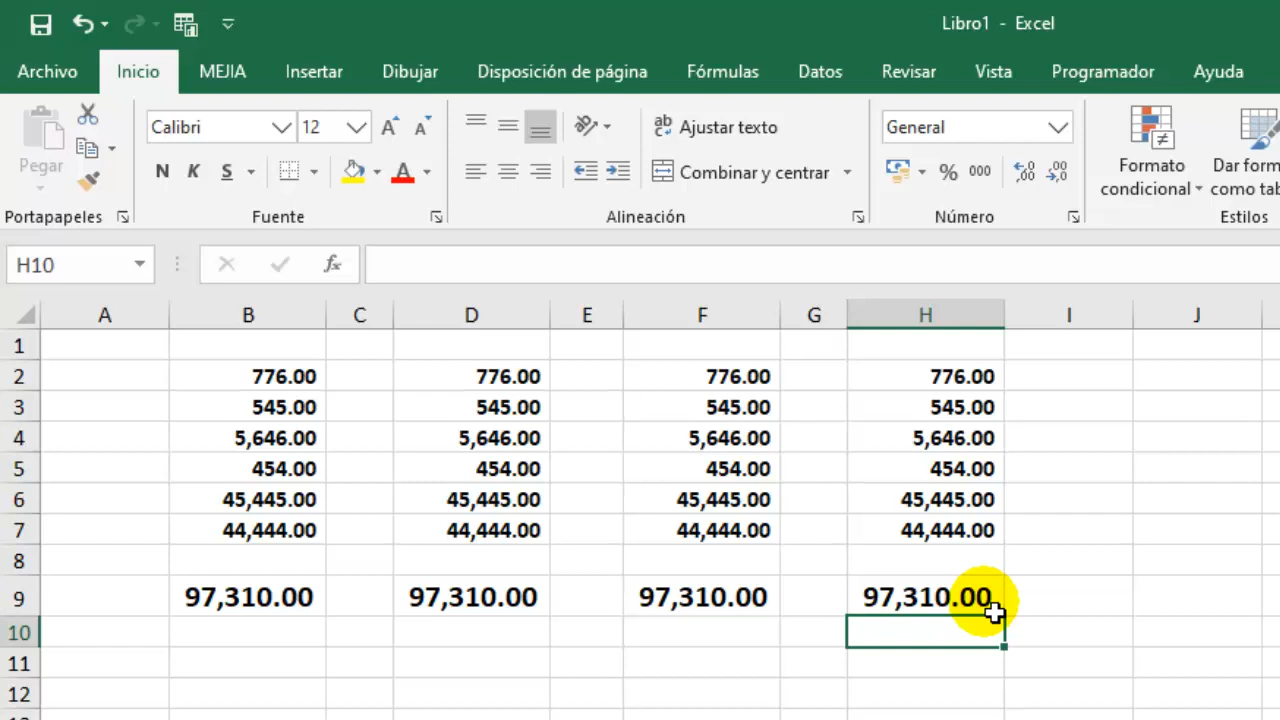 Libro1 - Excel
Archivo Inicio MEJIA Insertar Dibujar Disposición de página Fórmulas Datos Revisar Vista Programador Ayuda
Pegar
Portapapeles
Calibri 12
N K S
Fuente
Ajustar texto
Combinar y centrar
Alineación
General
% 000
Número
Formato condicional
Dar form
como tab
Estilos
H10 fx
A B C D E F G H I J
1
2 776.00 776.00 776.00 776.00
3 545.00 545.00 545.00 545.00
4 5,646.00 5,646.00 5,646.00 5,646.00
5 454.00 454.00 454.00 454.00
6 45,445.00 45,445.00 45,445.00 45,445.00
7 44,444.00 44,444.00 44,444.00 44,444.00
8
9 97,310.00 97,310.00 97,310.00 97,310.00
10
11
12